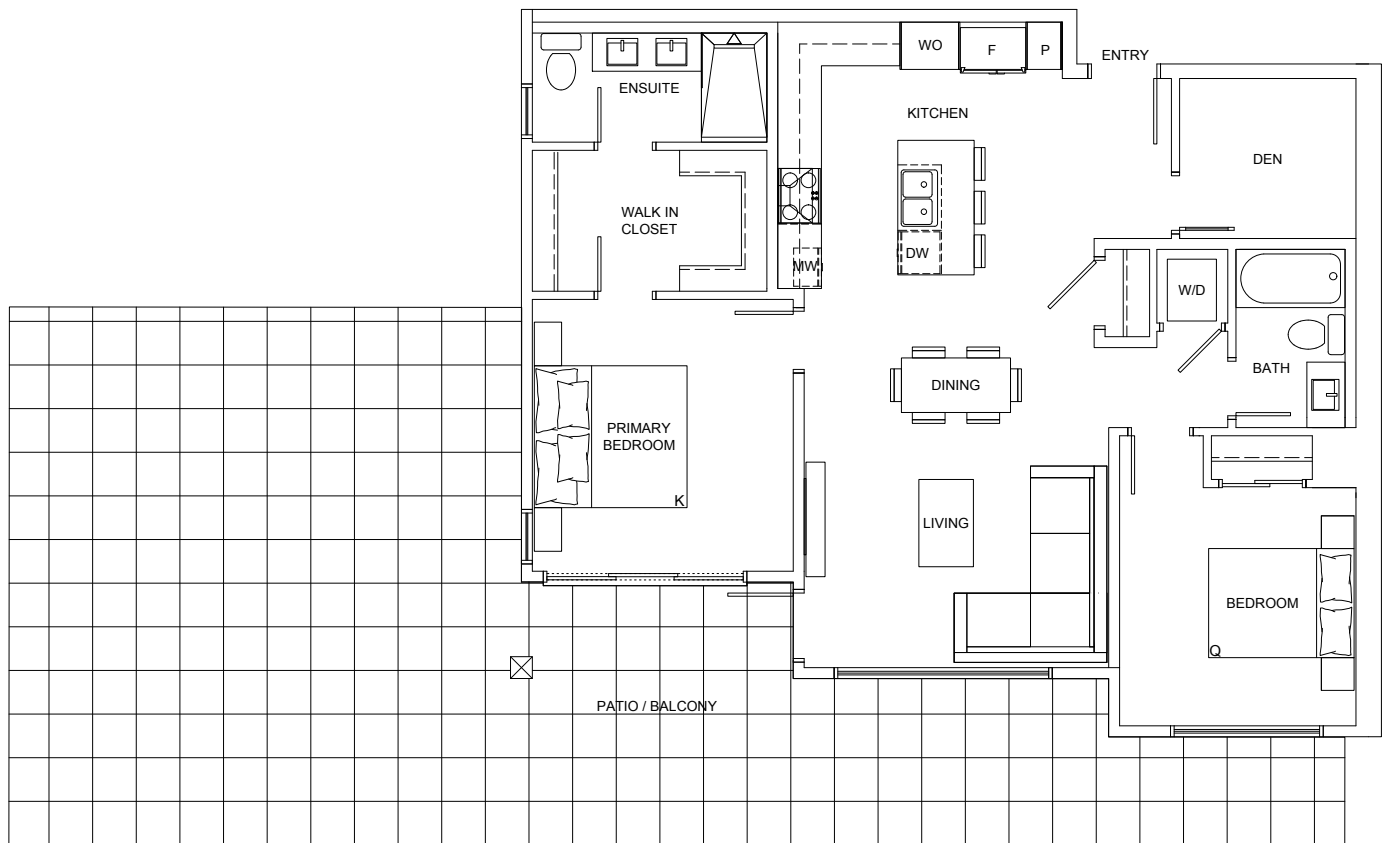 WO
F
P
ENTRY
ENSUITE
KITCHEN
DEN
WALK IN
CLOSET
DW
MW
W/D
BATH
DINING
PRIMARY
BEDROOM
K
LIVING
BEDROOM
Q
PATIO / BALCONY